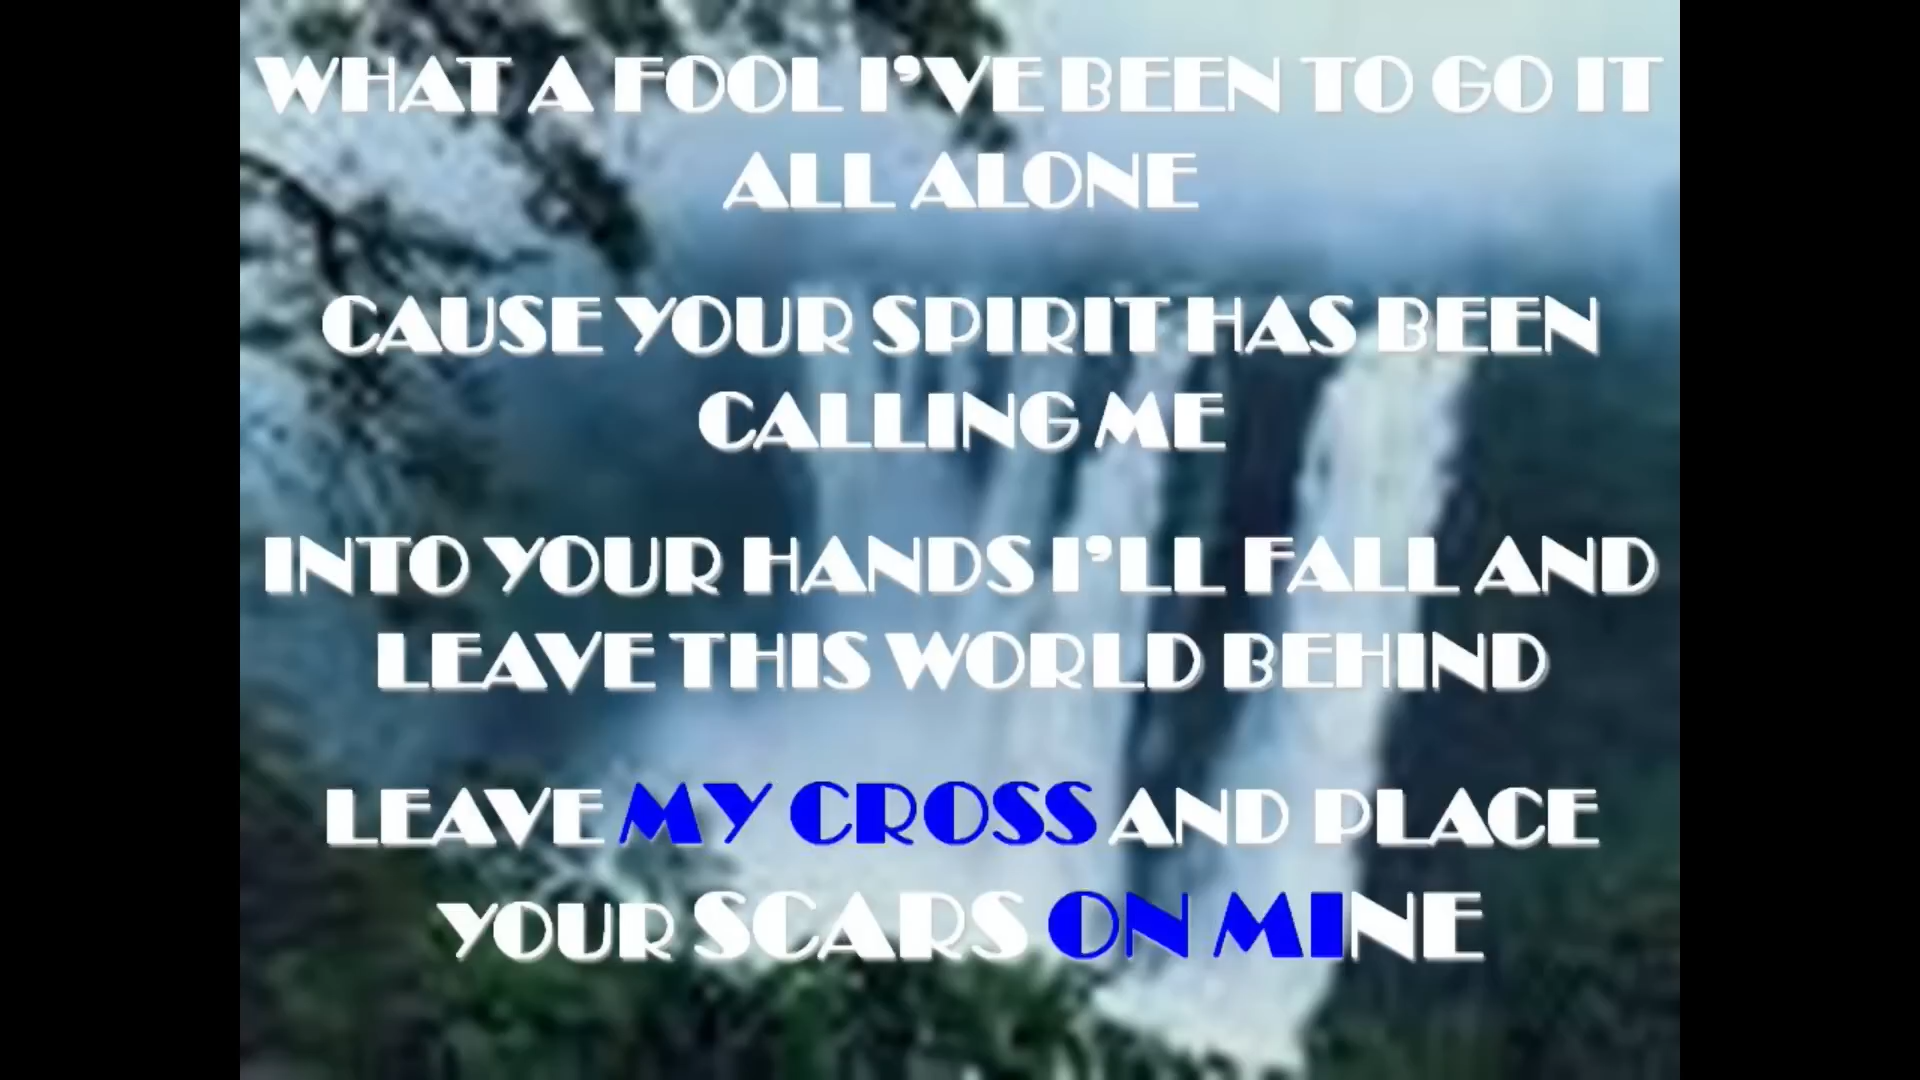 WHAT A FOOL I'VE BEEN TO GO IT
ALL ALONE
CAUSE YOUR SPIRIT HAS BEEN
CALLING ME
INTO YOUR HANDS I'LL FALL AND
LEAVE THIS WORLD BEHIND
LEAVE MY CROSS AND PLACE
YOUR SCARS ON MINE